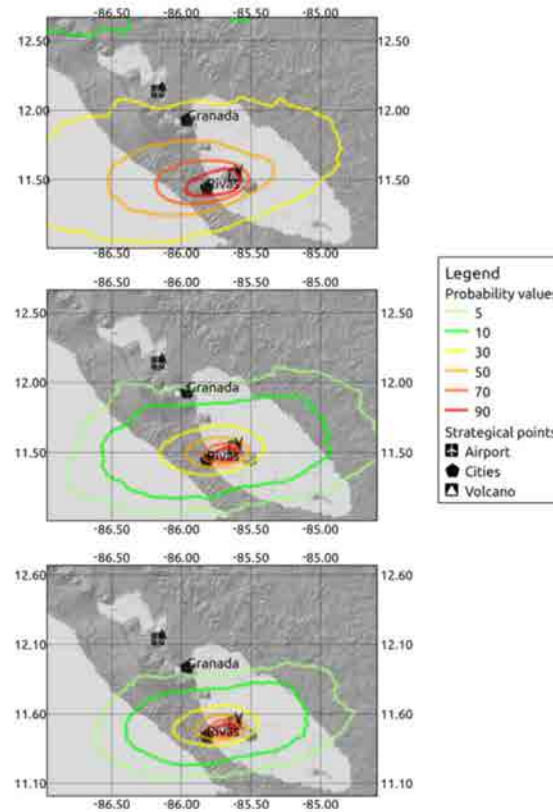 -86.50 -86.00 -85.50 -85.00
12.50 12.50
12.00 12.00
Granada
11.50 11.50
Rivas
-86.50 -86.00 -85.50 -85.00
-86.50 -86.00 -85.50 -85.00
12.50 12.50
12.00 12.00
Granada
11.50 11.50
Rivas
-86.50 -86.00 -85.50 -85.00
-86.50 -86.00 -85.50 -85.00
12.60 12.60
12.10 12.10
Granada
11.60 11.60
Rivas
11.10 11.10
-86.50 -86.00 -85.50 -85.00
Legend
Probability values
5
10
30
50
70
90
Strategical points
Airport
Cities
Volcano